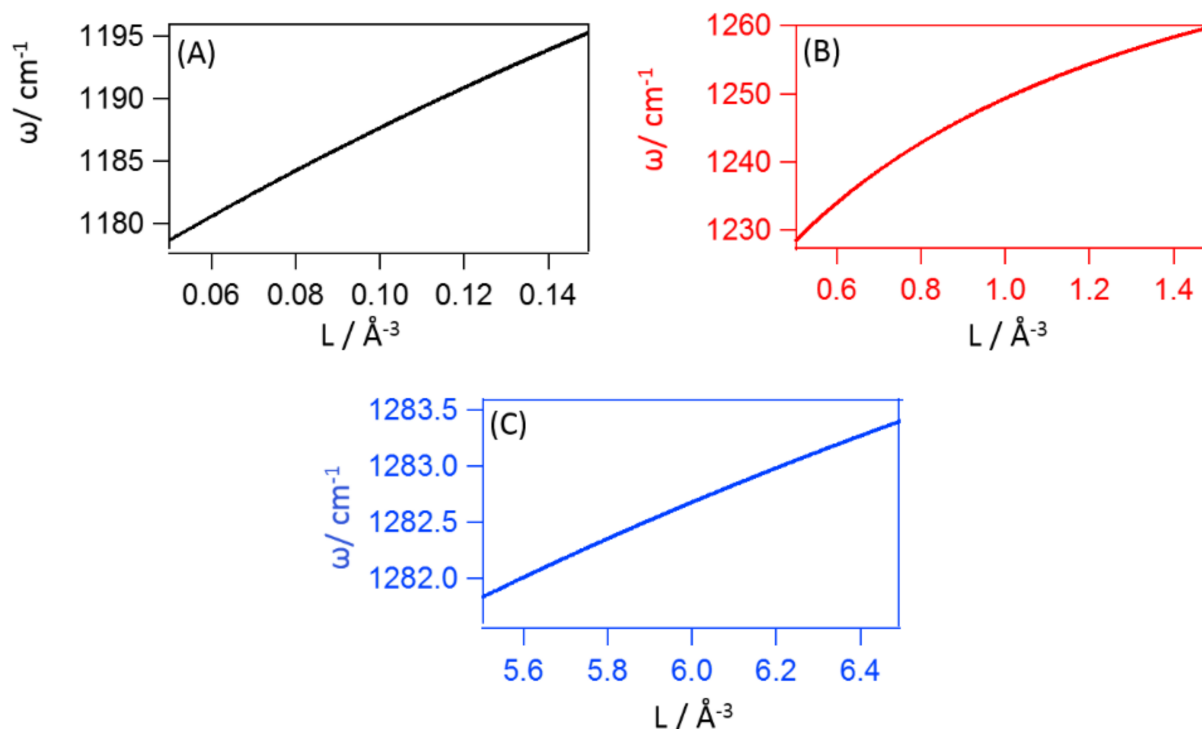 (A)
ω/ cm⁻¹
1195
1190
1185
1180
0.06 0.08 0.10 0.12 0.14
L / Å⁻³
(B)
ω/ cm⁻¹
1260
1250
1240
1230
0.6 0.8 1.0 1.2 1.4
L / Å⁻³
(C)
ω/ cm⁻¹
1283.5
1283.0
1282.5
1282.0
5.6 5.8 6.0 6.2 6.4
L / Å⁻³